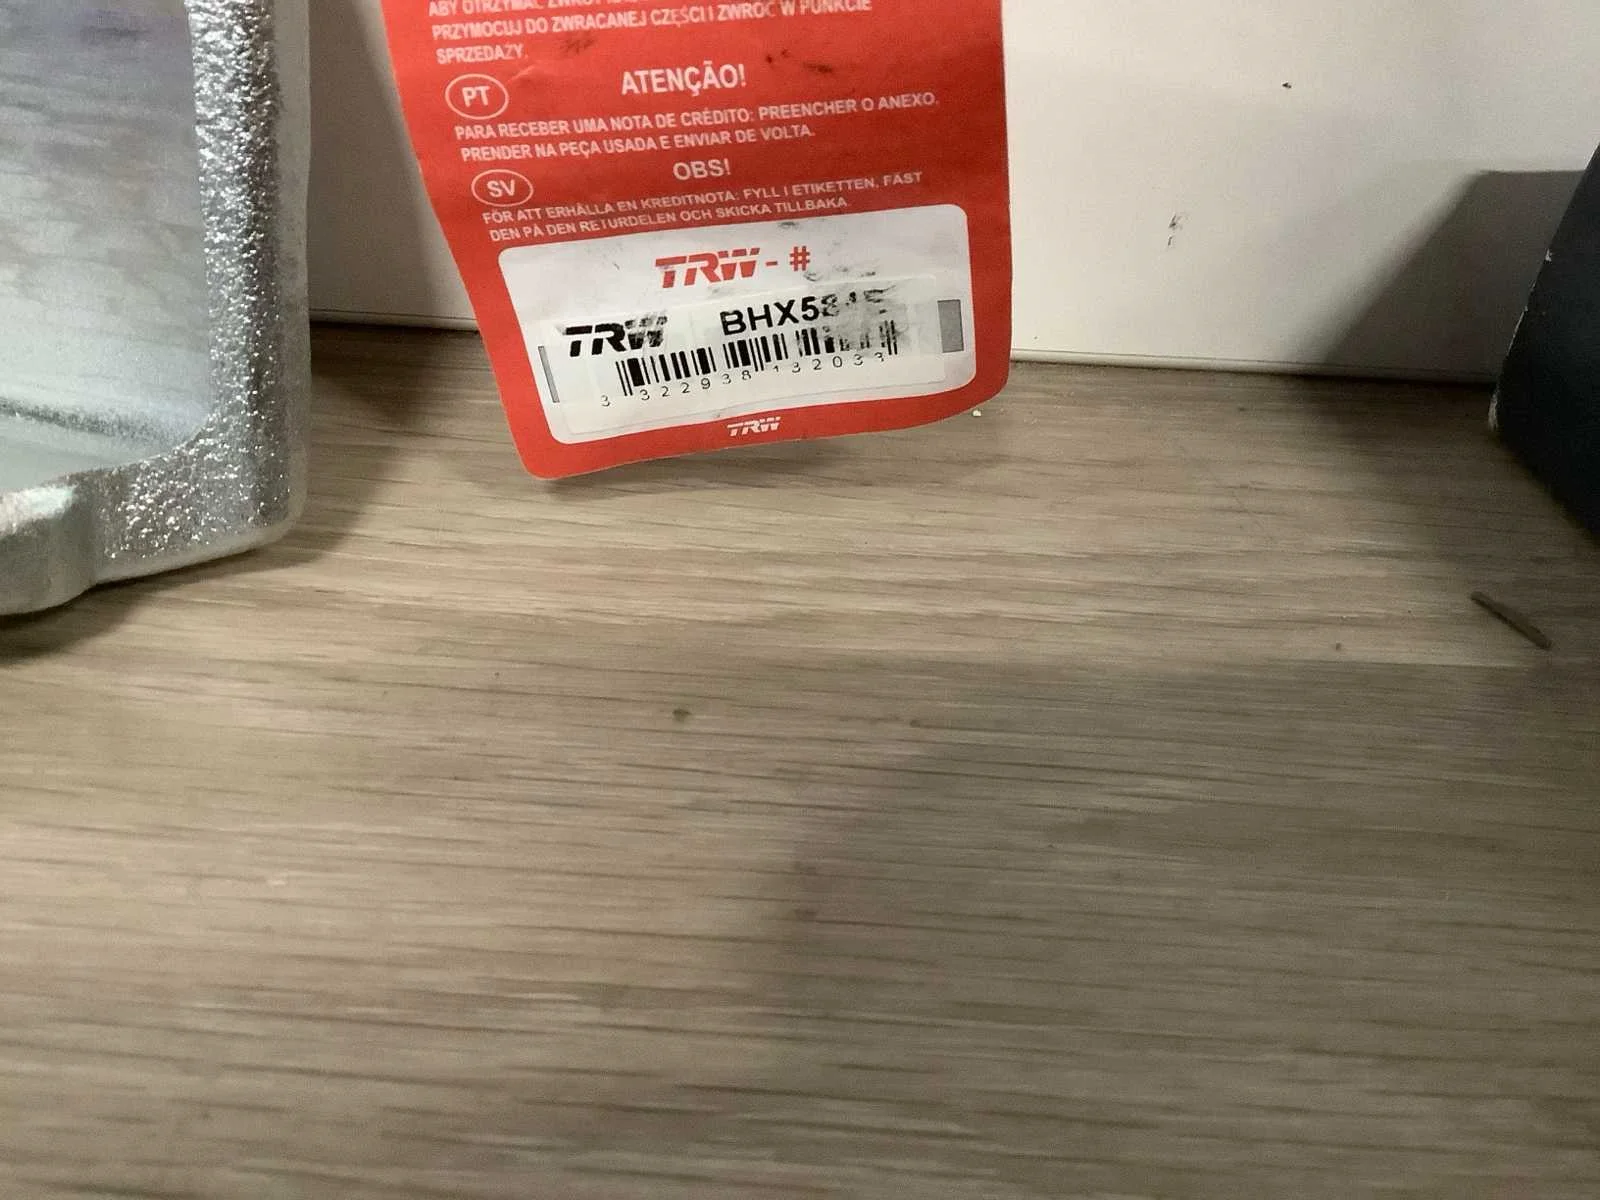 ABY OTRZYMAĆ
PRZYMOCUJ DO ZWRACANEJ CZĘŚCI I ZWRÓĆ W PUNKCIE
SPRZEDAŻY.
ATENÇÃO!
PT
PARA RECEBER UMA NOTA DE CRÉDITO: PREENCHER O ANEXO,
PRENDER NA PEÇA USADA E ENVIAR DE VOLTA.
OBS!
SV
FÖR ATT ERHÅLLA EN KREDITNOTA: FYLL I ETIKETTEN, FÄST
DEN PÅ DEN RETURDELEN OCH SKICKA TILLBAKA
TRW - #
TRW
3 322938 132033
TRW